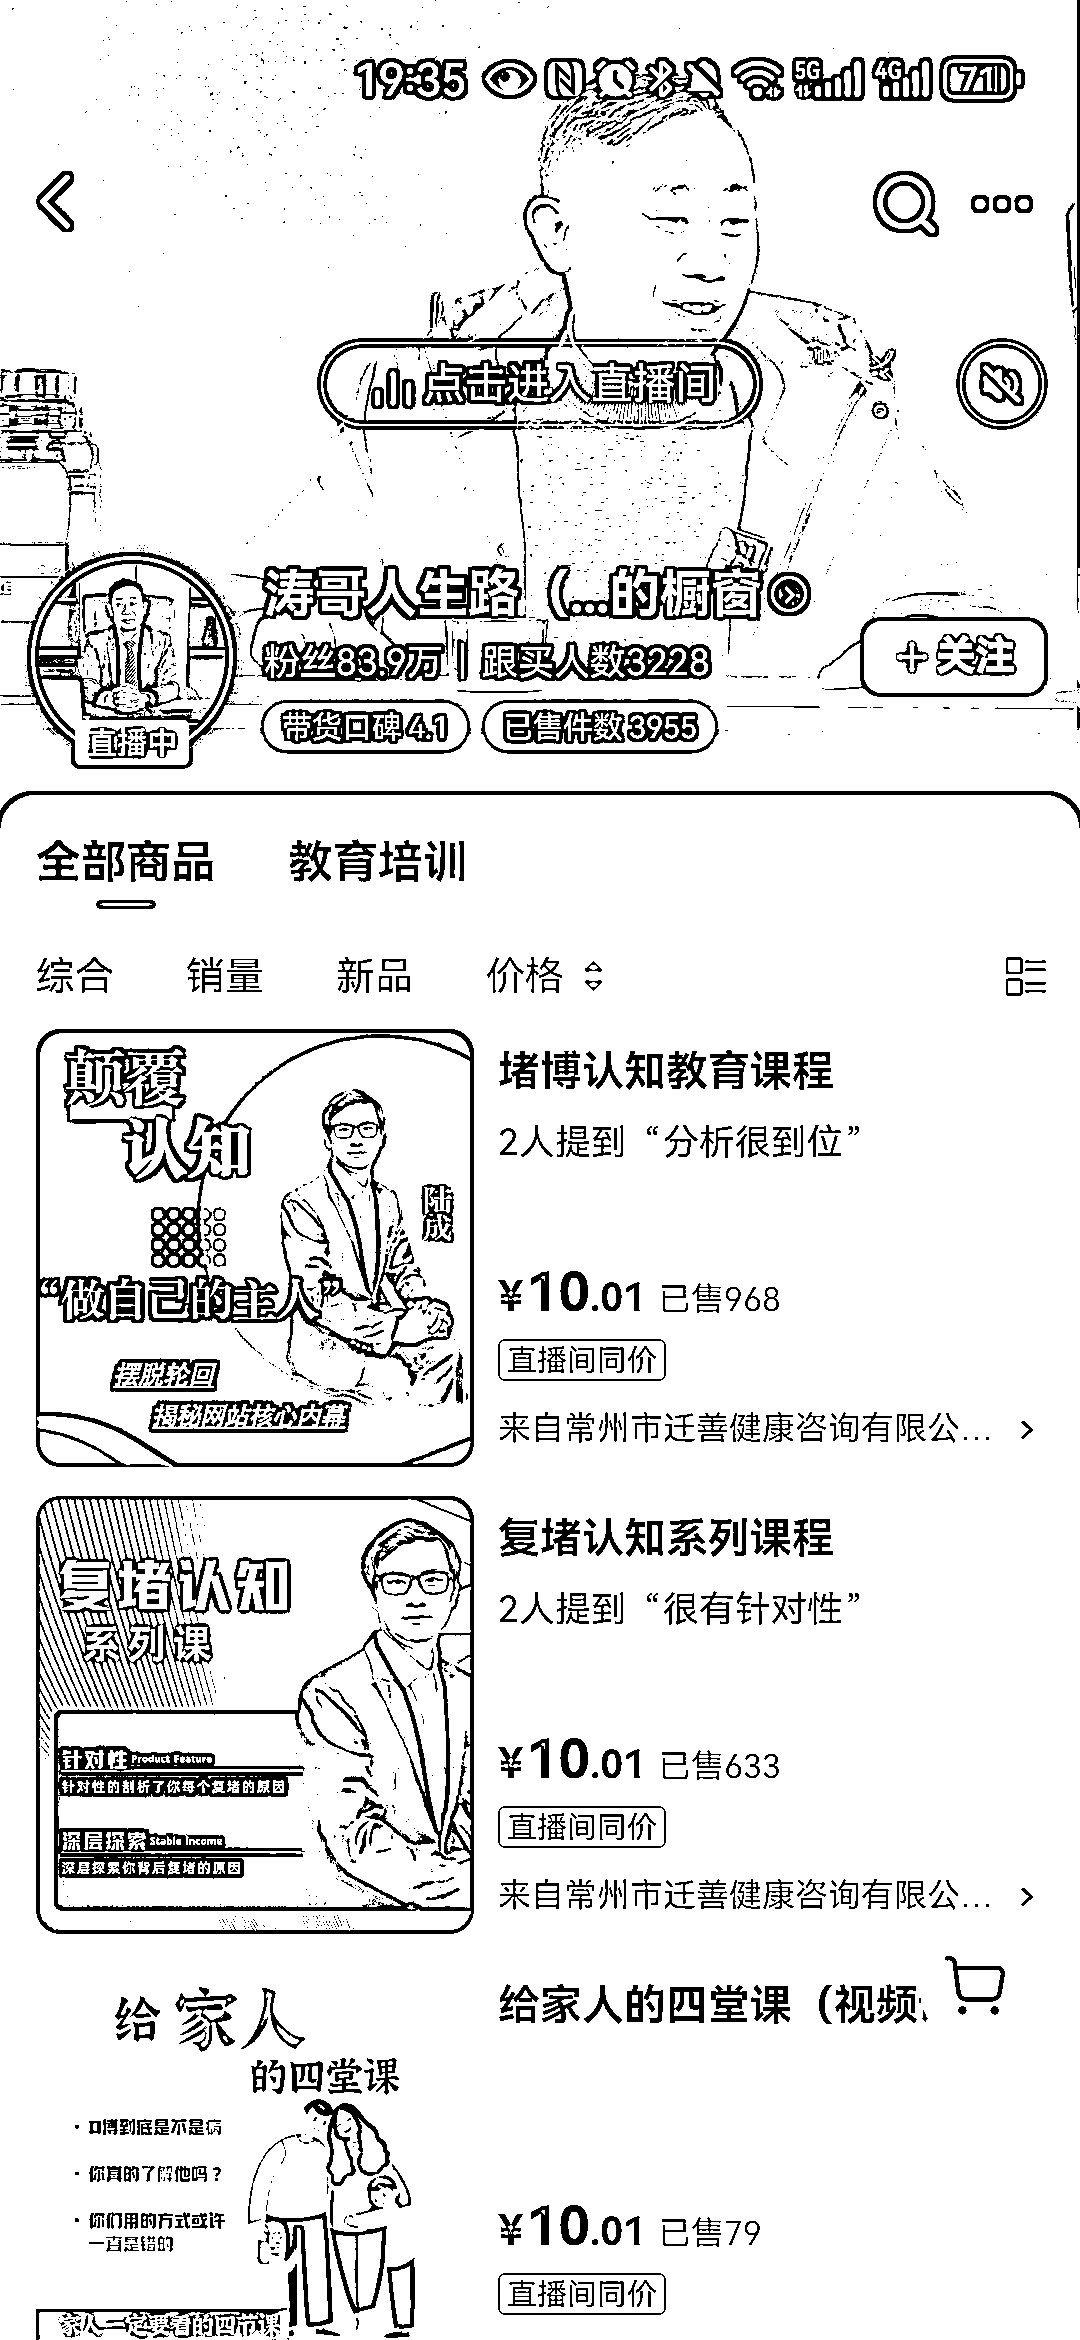 19:35 5G 4G 71
点击进入直播间
涛哥人生路（...的橱窗
粉丝83.9万 | 跟买人数3228
+关注
带货口碑 4.1 已售件数 3955
直播中
全部商品 教育培训
综合 销量 新品 价格
颠覆
认知
陆成
“做自己的主人”
摆脱轮回
揭秘网站核心内幕
堵博认知教育课程
2人提到“分析很到位”
¥10.01 已售968
直播间同价
来自常州市迁善健康咨询有限公...
复堵认知
系列课
针对性 Product Feature
针对性的剖析了你每个复堵的原因
深层探索 Stable Income
深层探索你背后复堵的原因
复堵认知系列课程
2人提到“很有针对性”
¥10.01 已售633
直播间同价
来自常州市迁善健康咨询有限公...
给家人
的四堂课
· 口博到底是不是病
· 你真的了解他吗？
· 你们用的方式或许
一直是错的
家人一定要看的四节课
给家人的四堂课（视频
¥10.01 已售79
直播间同价